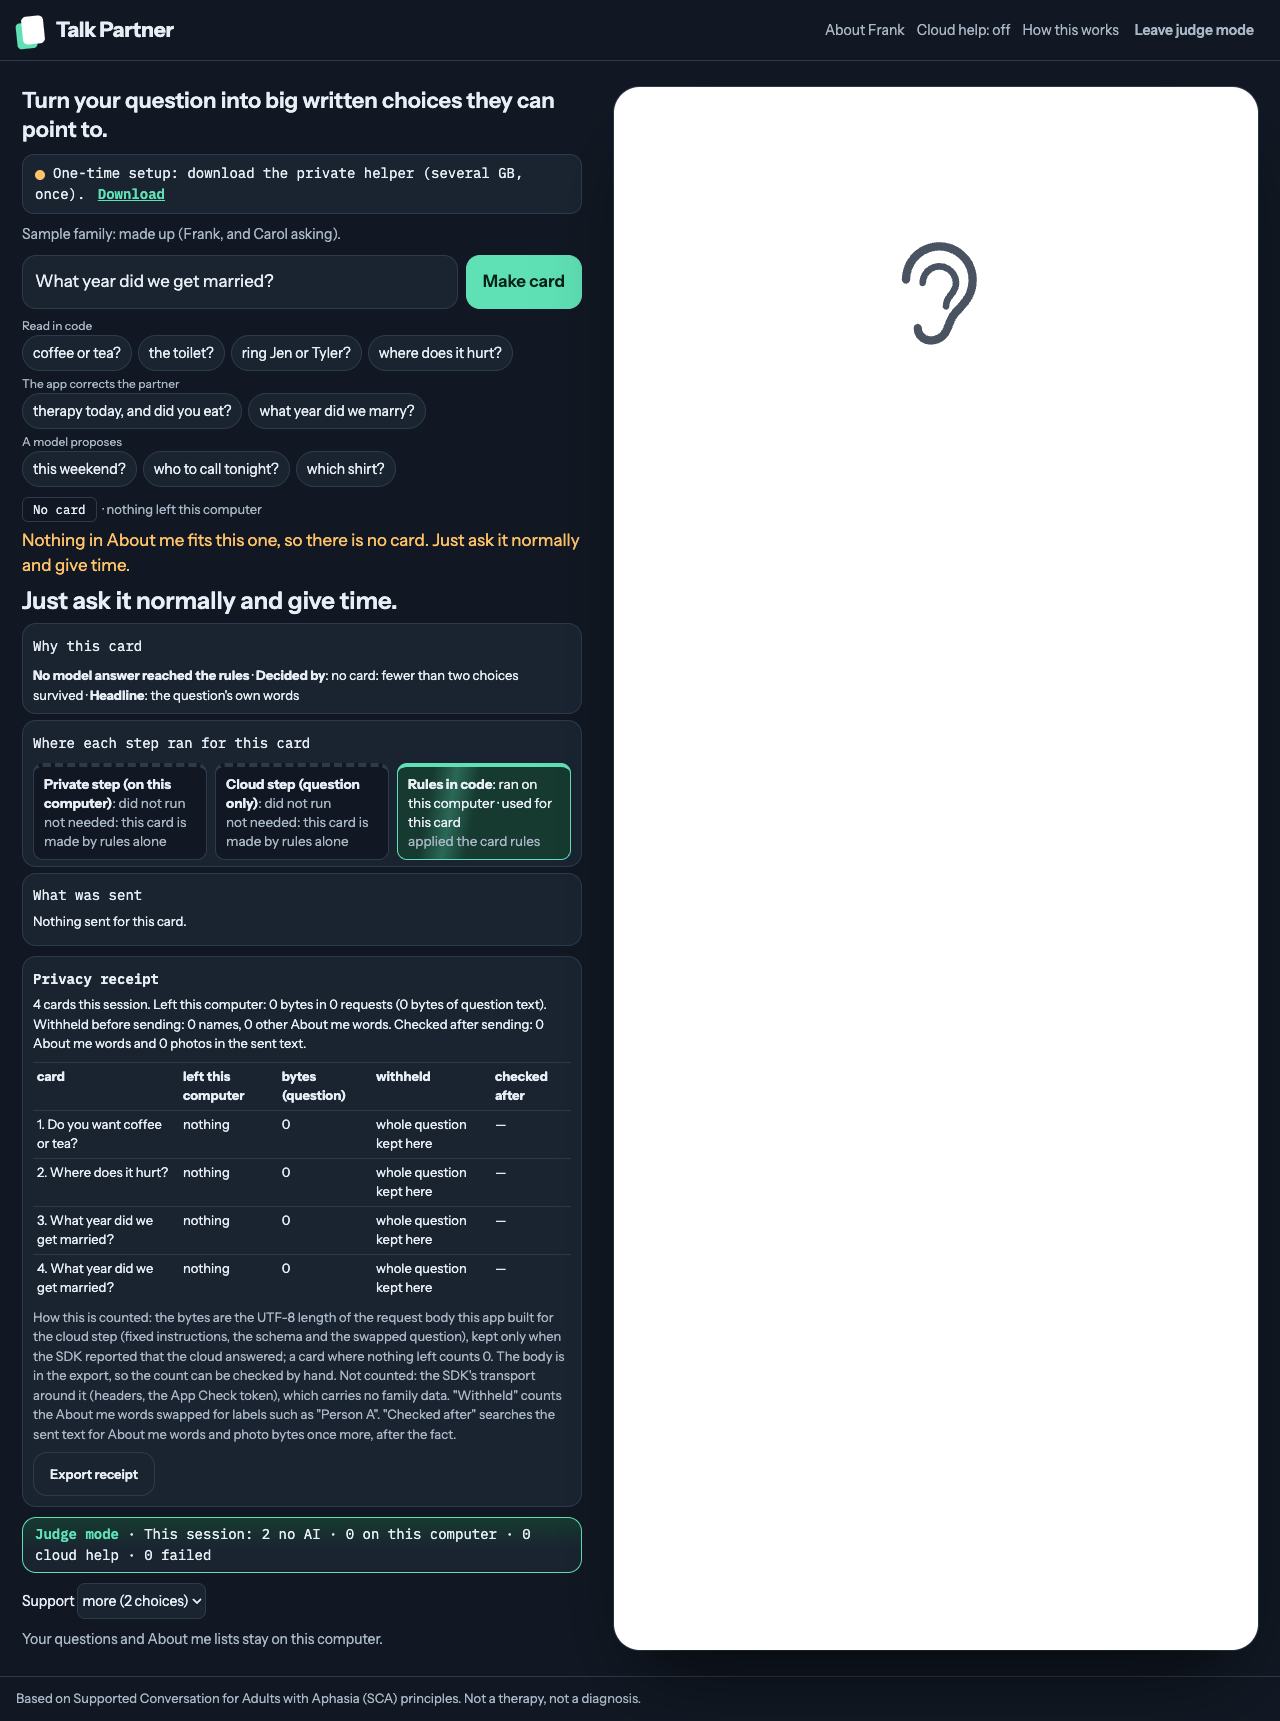 Talk Partner
About Frank Cloud help: off How this works Leave judge mode
Turn your question into big written choices they can
point to.
One-time setup: download the private helper (several GB,
once). Download
Sample family: made up (Frank, and Carol asking).
What year did we get married?
Make card
Read in code
coffee or tea? the toilet? ring Jen or Tyler? where does it hurt?
The app corrects the partner
therapy today, and did you eat? what year did we marry?
A model proposes
this weekend? who to call tonight? which shirt?
No card · nothing left this computer
Nothing in About me fits this one, so there is no card. Just ask it normally
and give time.
Just ask it normally and give time.
Why this card
No model answer reached the rules · Decided by: no card: fewer than two choices
survived · Headline: the question's own words
Where each step ran for this card
Private step (on this
computer): did not run
not needed: this card is
made by rules alone
Cloud step (question
only): did not run
not needed: this card is
made by rules alone
Rules in code: ran on
this computer · used for
this card
applied the card rules
What was sent
Nothing sent for this card.
Privacy receipt
4 cards this session. Left this computer: 0 bytes in 0 requests (0 bytes of question text).
Withheld before sending: 0 names, 0 other About me words. Checked after sending: 0
About me words and 0 photos in the sent text.
card left this computer bytes (question) withheld checked after
1. Do you want coffee or tea? nothing 0 whole question kept here —
2. Where does it hurt? nothing 0 whole question kept here —
3. What year did we get married? nothing 0 whole question kept here —
4. What year did we get married? nothing 0 whole question kept here —
How this is counted: the bytes are the UTF-8 length of the request body this app built for
the cloud step (fixed instructions, the schema and the swapped question), kept only when
the SDK reported that the cloud answered; a card where nothing left counts 0. The body is
in the export, so the count can be checked by hand. Not counted: the SDK's transport
around it (headers, the App Check token), which carries no family data. "Withheld" counts
the About me words swapped for labels such as "Person A". "Checked after" searches the
sent text for About me words and photo bytes once more, after the fact.
Export receipt
Judge mode · This session: 2 no AI · 0 on this computer · 0
cloud help · 0 failed
Support more (2 choices)
Your questions and About me lists stay on this computer.
Based on Supported Conversation for Adults with Aphasia (SCA) principles. Not a therapy, not a diagnosis.